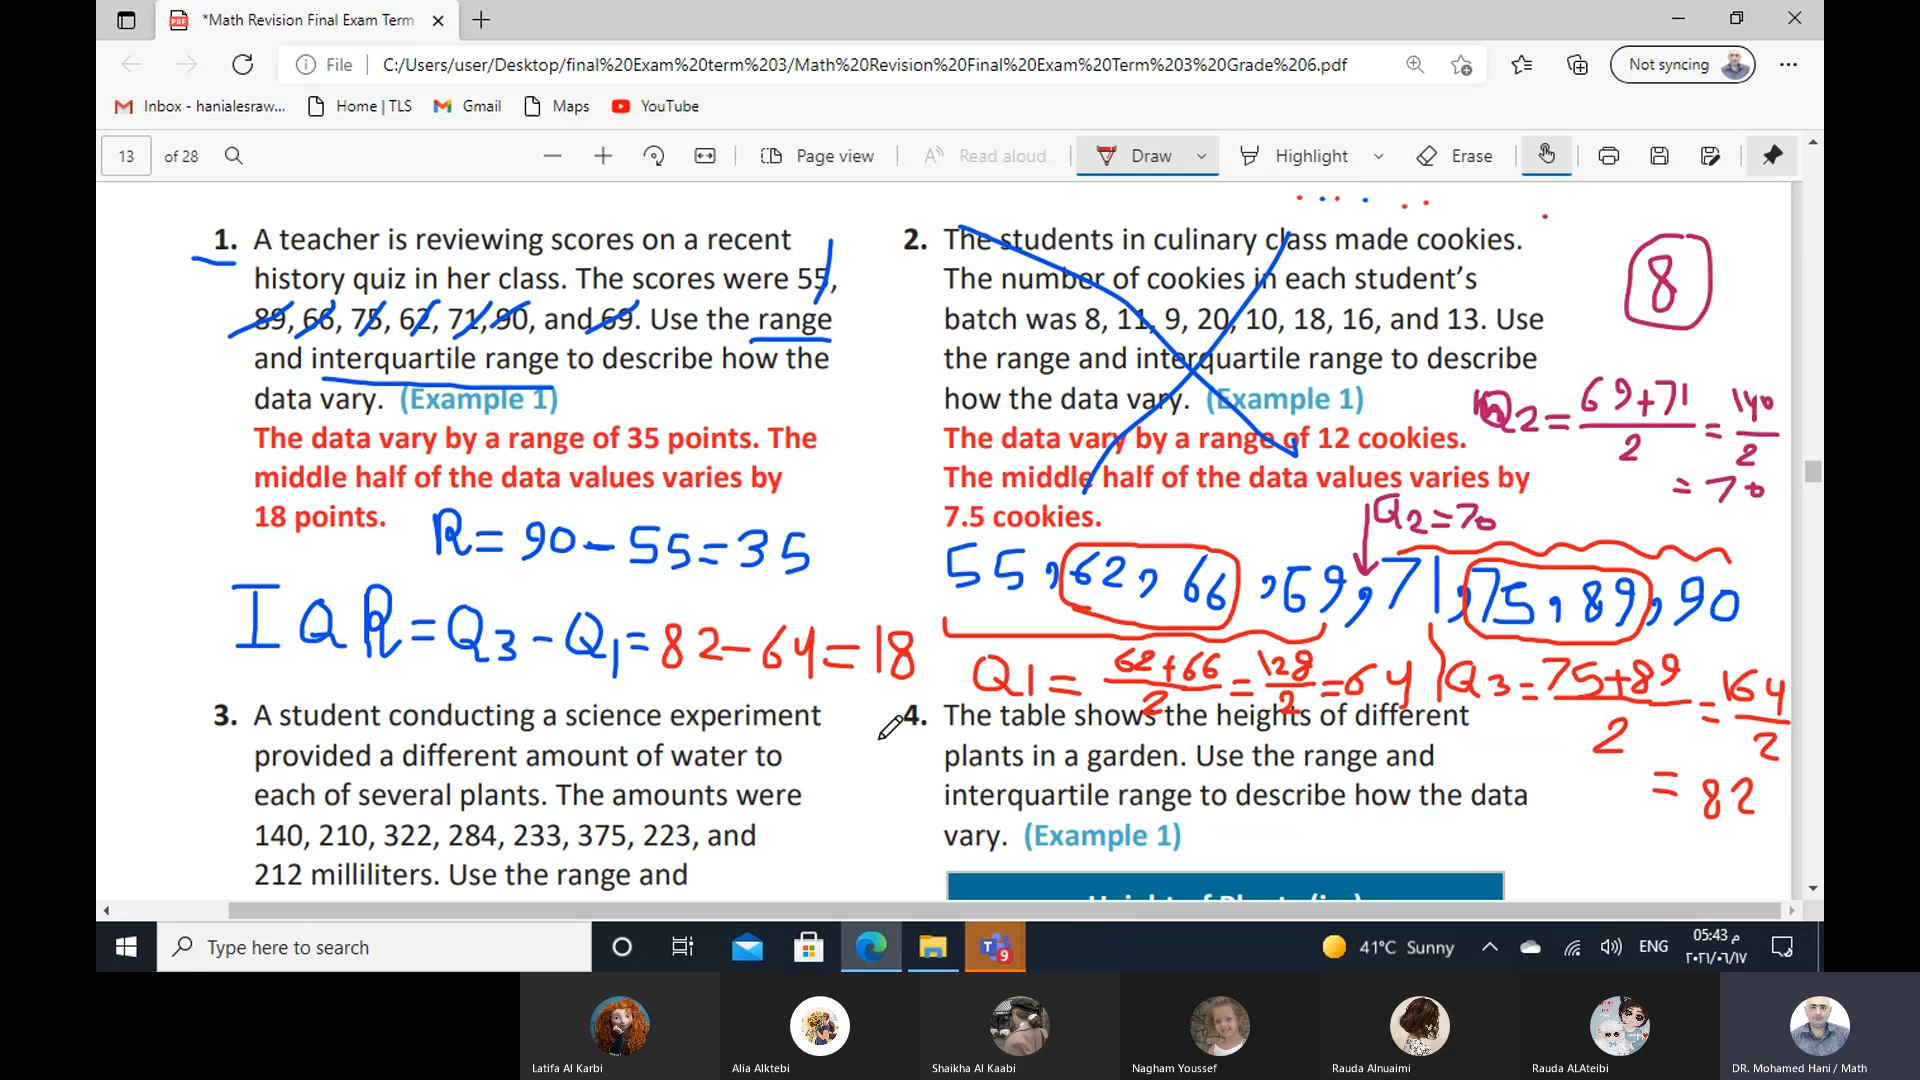 *Math Revision Final Exam Term
File C:/Users/user/Desktop/final%20Exam%20term%203/Math%20Revision%20Final%20Exam%20Term%203%20Grade%206.pdf Not syncing
Inbox - hanialesraw... Home | TLS Gmail Maps YouTube
13 of 28 Page view Read aloud Draw Highlight Erase
1. A teacher is reviewing scores on a recent
history quiz in her class. The scores were 55,
89, 66, 75, 62, 71, 90, and 69. Use the range
and interquartile range to describe how the
data vary. (Example 1)
The data vary by a range of 35 points. The
middle half of the data values varies by
18 points.
R = 90 - 55 = 35
IQR = Q3 - Q1 = 82 - 64 = 18
2. The students in culinary class made cookies.
The number of cookies in each student's
batch was 8, 11, 9, 20, 10, 18, 16, and 13. Use
the range and interquartile range to describe
how the data vary. (Example 1)
The data vary by a range of 12 cookies.
The middle half of the data values varies by
7.5 cookies.
8
Q2 = 69+71 / 2 = 140 / 2
= 70
Q2 = 70
55, 62, 66, 69, 71, 75, 89, 90
Q1 = 62+66 / 2 = 128 / 2 = 64
Q3 = 75+89 / 2 = 164 / 2
= 82
3. A student conducting a science experiment
provided a different amount of water to
each of several plants. The amounts were
140, 210, 322, 284, 233, 375, 223, and
212 milliliters. Use the range and
4. The table shows the heights of different
plants in a garden. Use the range and
interquartile range to describe how the data
vary. (Example 1)
Type here to search 9 41°C Sunny ENG
05:43 م
٢٠٢١/٠٦/١٧
Latifa Al Karbi Alia Alktebi Shaikha Al Kaabi Nagham Youssef Rauda Alnuaimi Rauda ALAteibi DR. Mohamed Hani / Math